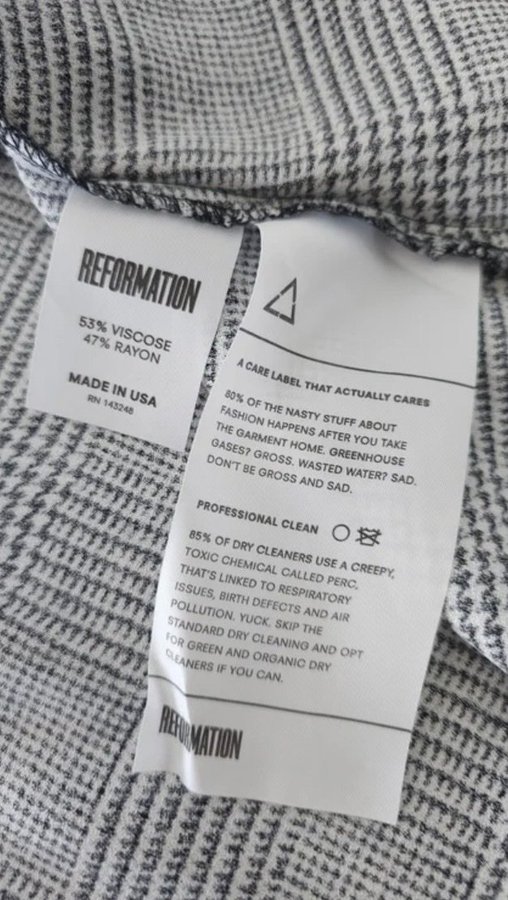 REFORMATION
53% VISCOSE
47% RAYON
MADE IN USA
RN 143248
A CARE LABEL THAT ACTUALLY CARES
80% OF THE NASTY STUFF ABOUT
FASHION HAPPENS AFTER YOU TAKE
THE GARMENT HOME. GREENHOUSE
GASES? GROSS. WASTED WATER? SAD.
DON'T BE GROSS AND SAD.
PROFESSIONAL CLEAN
85% OF DRY CLEANERS USE A CREEPY,
TOXIC CHEMICAL CALLED PERC,
THAT'S LINKED TO RESPIRATORY
ISSUES, BIRTH DEFECTS AND AIR
POLLUTION. YUCK. SKIP THE
STANDARD DRY CLEANING AND OPT
FOR GREEN AND ORGANIC DRY
CLEANERS IF YOU CAN.
REFORMATION